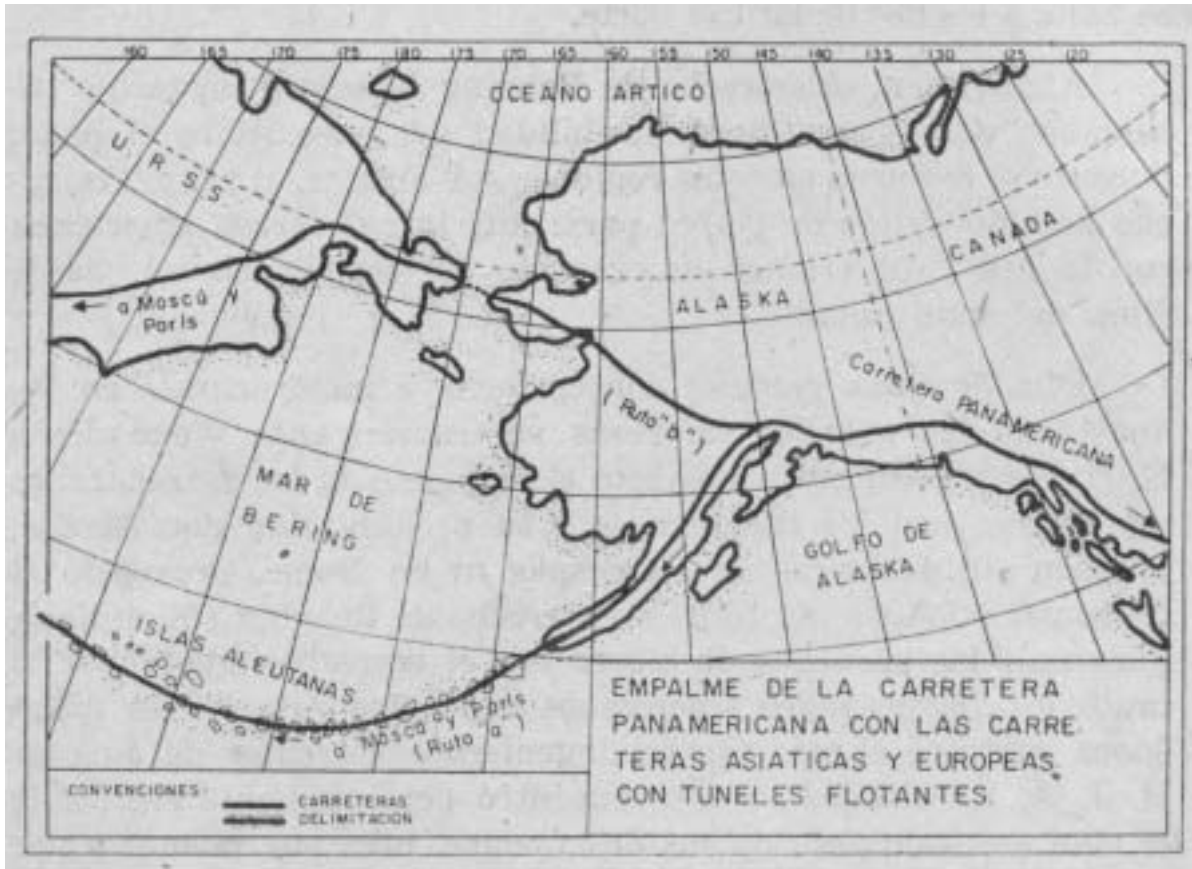 160 165 170 175 180 175 170 165 160 155 150 145 140 135 130 125 120
OCEANO ARTICO
U. R. S. S.
CANADA
a Moscú y
París
ALASKA
Carretera PANAMERICANA
(Ruta "b")
MAR DE
BERING
GOLFO DE
ALASKA
ISLAS ALEUTANAS
a Moscú y París
(Ruta "a")
EMPALME DE LA CARRETERA
PANAMERICANA CON LAS CARRE
TERAS ASIATICAS Y EUROPEAS
CON TUNELES FLOTANTES.
CONVENCIONES:
CARRETERAS
DELIMITACION